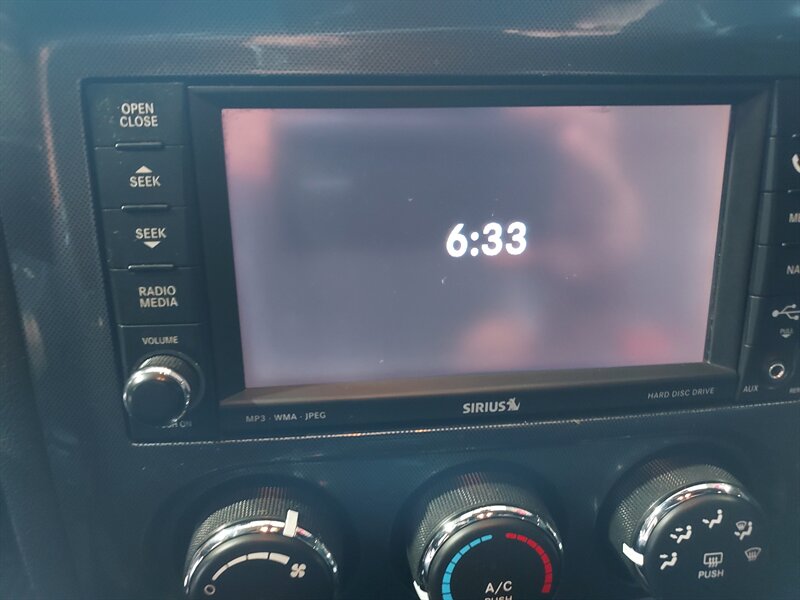 OPEN
CLOSE
SEEK
SEEK
RADIO
MEDIA
VOLUME
6:33
MP3 · WMA · JPEG
SIRIUS
HARD DISC DRIVE
AUX
PULL
A/C
PUSH
PUSH